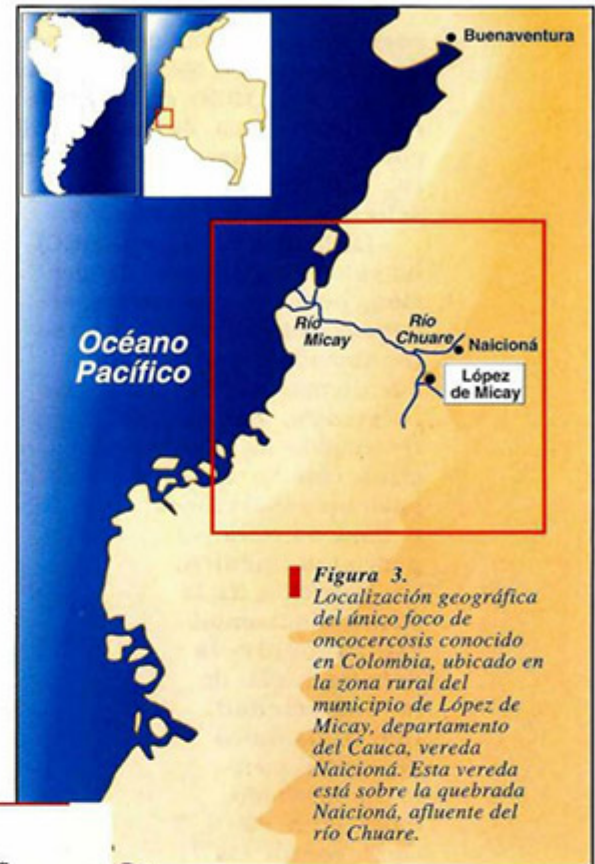 Buenaventura
Océano
Pacífico
Río
Micay
Río
Chuare
Naicioná
López
de Micay
Figura 3.
Localización geográfica
del único foco de
oncocercosis conocido
en Colombia, ubicado en
la zona rural del
municipio de López de
Micay, departamento
del Cauca, vereda
Naicioná. Esta vereda
está sobre la quebrada
Naicioná, afluente del
río Chuare.